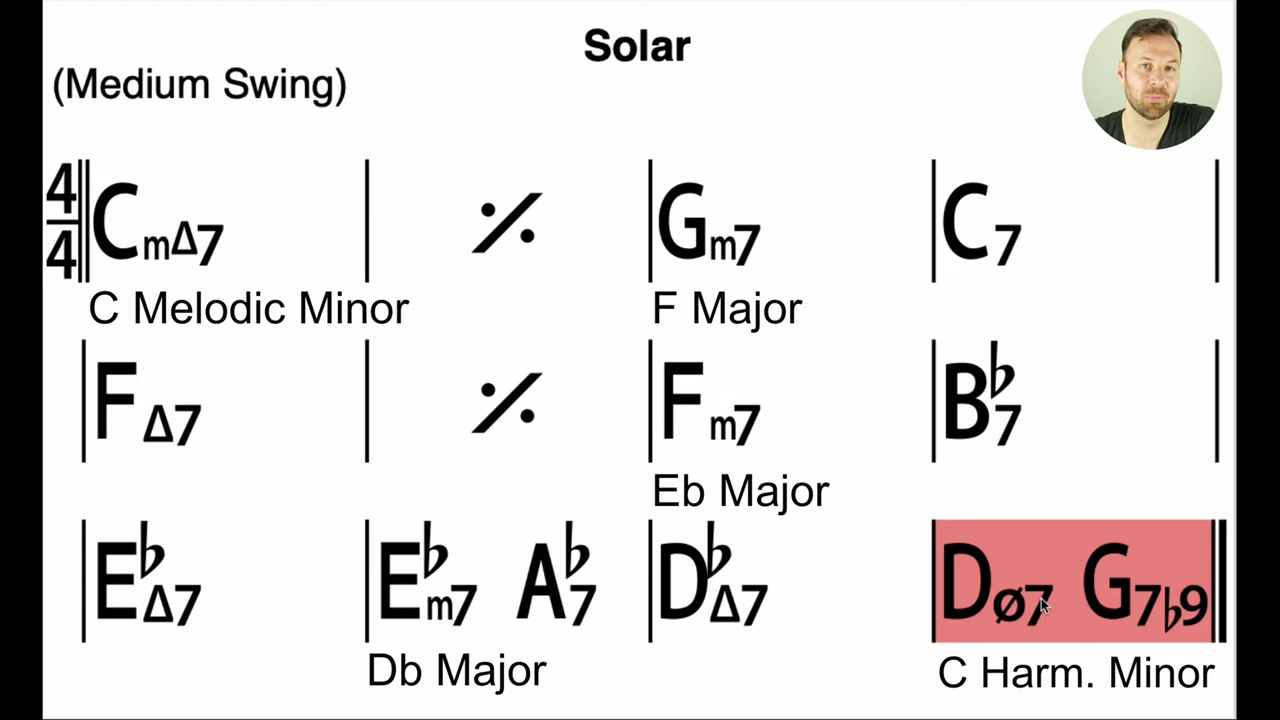 Solar
(Medium Swing)
4/4 CmΔ7 | 𝄎 | Gm7 | C7
C Melodic Minor F Major
FΔ7 | 𝄎 | Fm7 | B♭7
Eb Major
E♭Δ7 | E♭m7 A♭7 | D♭Δ7 | Dø7 G7♭9
Db Major C Harm. Minor